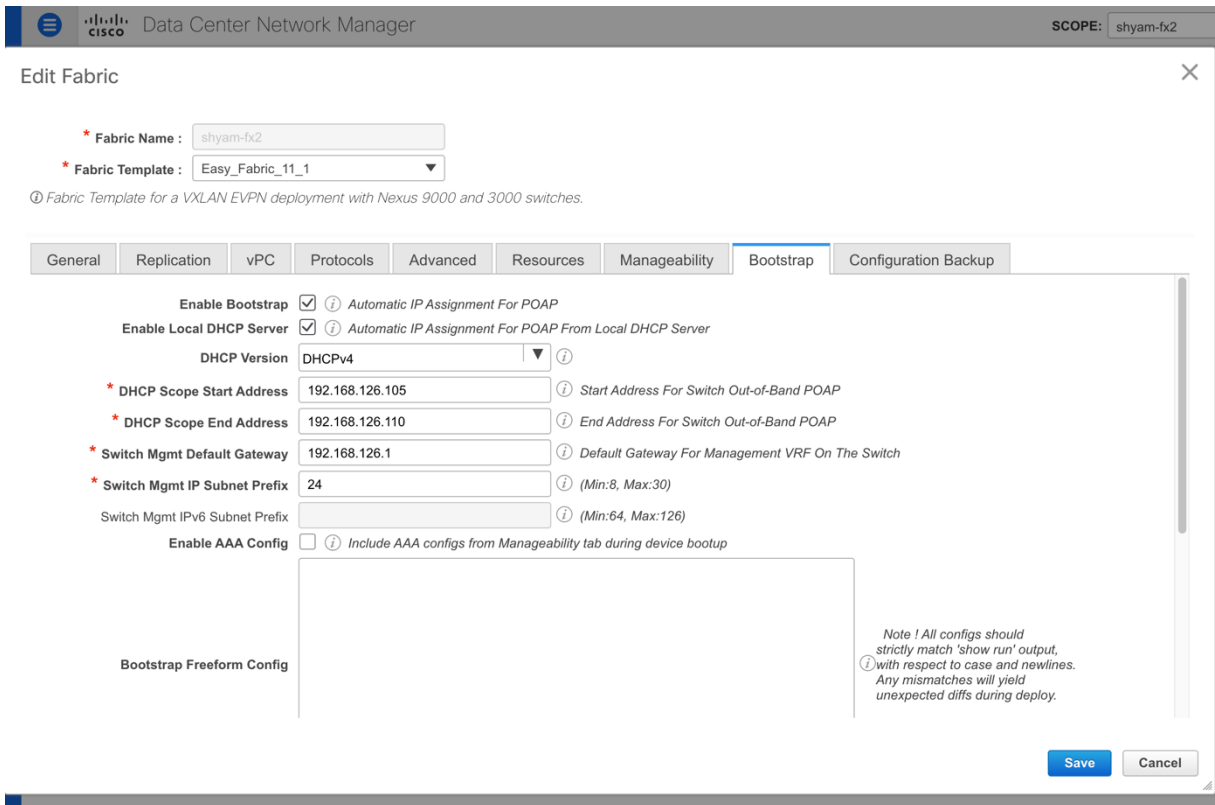 cisco Data Center Network Manager SCOPE: shyam-fx2
Edit Fabric
* Fabric Name : shyam-fx2
* Fabric Template : Easy_Fabric_11_1
Fabric Template for a VXLAN EVPN deployment with Nexus 9000 and 3000 switches.
General Replication vPC Protocols Advanced Resources Manageability Bootstrap Configuration Backup
Enable Bootstrap i Automatic IP Assignment For POAP
Enable Local DHCP Server i Automatic IP Assignment For POAP From Local DHCP Server
DHCP Version DHCPv4 i
* DHCP Scope Start Address 192.168.126.105 i Start Address For Switch Out-of-Band POAP
* DHCP Scope End Address 192.168.126.110 i End Address For Switch Out-of-Band POAP
* Switch Mgmt Default Gateway 192.168.126.1 i Default Gateway For Management VRF On The Switch
* Switch Mgmt IP Subnet Prefix 24 i (Min:8, Max:30)
Switch Mgmt IPv6 Subnet Prefix i (Min:64, Max:126)
Enable AAA Config i Include AAA configs from Manageability tab during device bootup
Bootstrap Freeform Config
Note ! All configs should
strictly match 'show run' output,
i with respect to case and newlines.
Any mismatches will yield
unexpected diffs during deploy.
Save Cancel